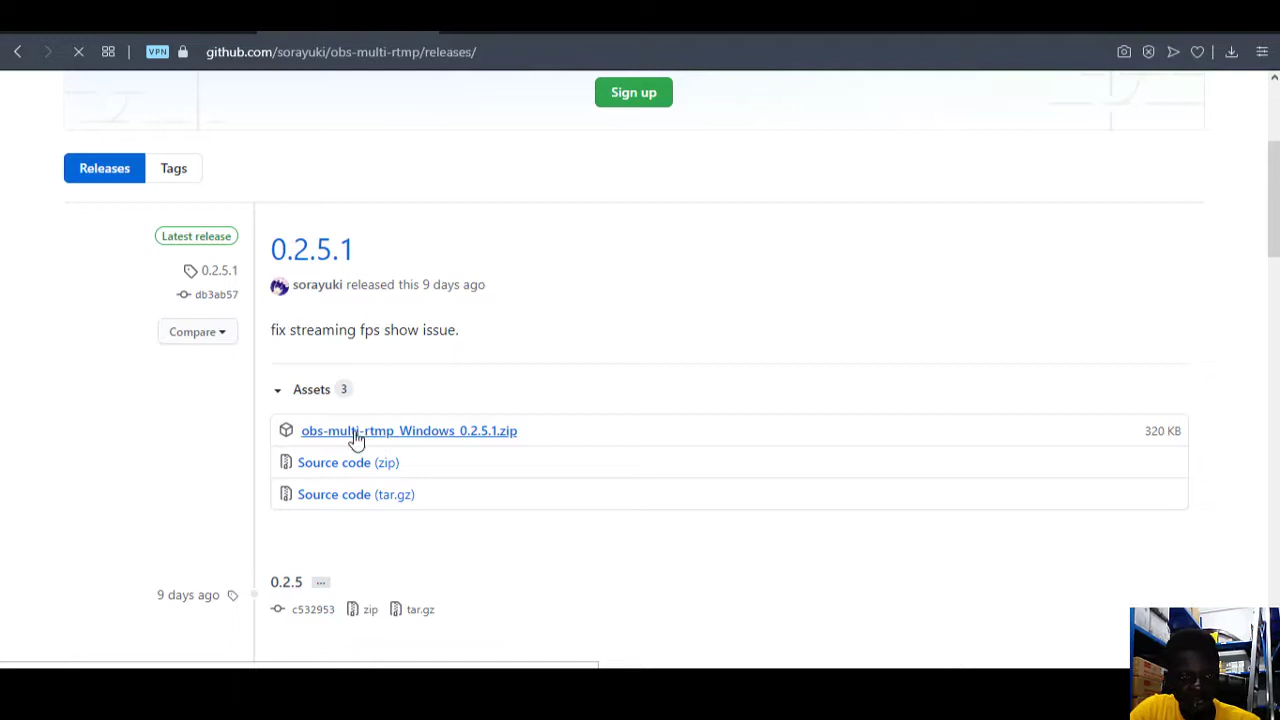 VPN
github.com/sorayuki/obs-multi-rtmp/releases/
Sign up
Releases
Tags
Latest release
0.2.5.1
db3ab57
Compare
0.2.5.1
sorayuki released this 9 days ago
fix streaming fps show issue.
Assets 3
obs-multi-rtmp_Windows_0.2.5.1.zip
320 KB
Source code (zip)
Source code (tar.gz)
9 days ago
0.2.5 ...
c532953 zip tar.gz